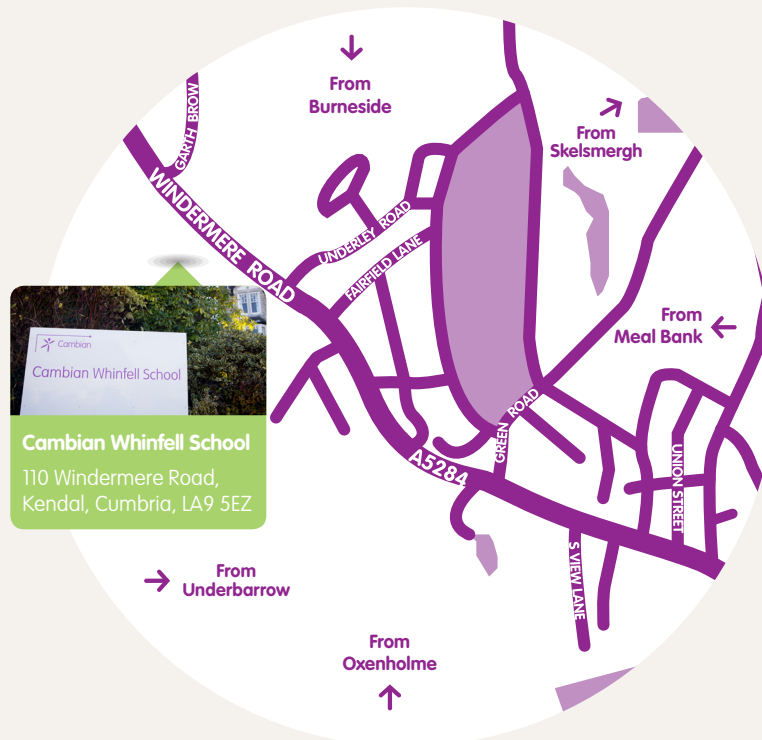 From
Burneside
From
Skelsmergh
GARTH BROW
WINDERMERE ROAD
UNDERLEY ROAD
FAIRFIELD LANE
From
Meal Bank
Cambian
Cambian Whinfell School
Cambian Whinfell School
110 Windermere Road,
Kendal, Cumbria, LA9 5EZ
GREEN ROAD
A5284
UNION STREET
S VIEW LANE
From
Underbarrow
From
Oxenholme